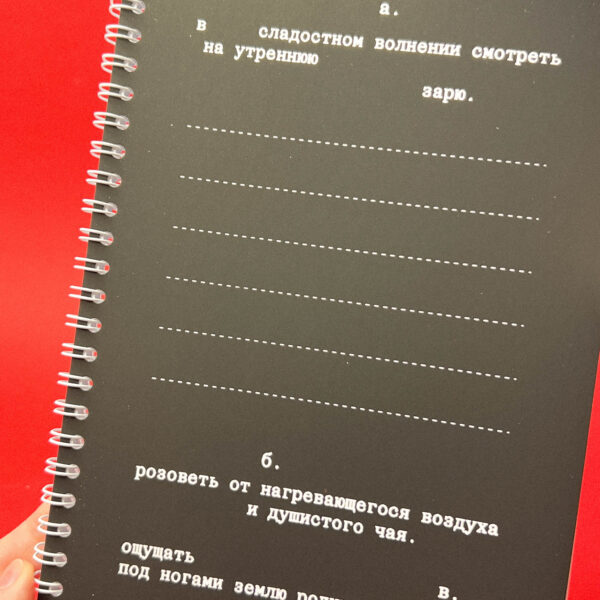 а.
в сладостном волнении смотреть
на утреннюю
зарю.
б.
розоветь от нагревающегося воздуха
и душистого чая.
в.
ощущать
под ногами землю